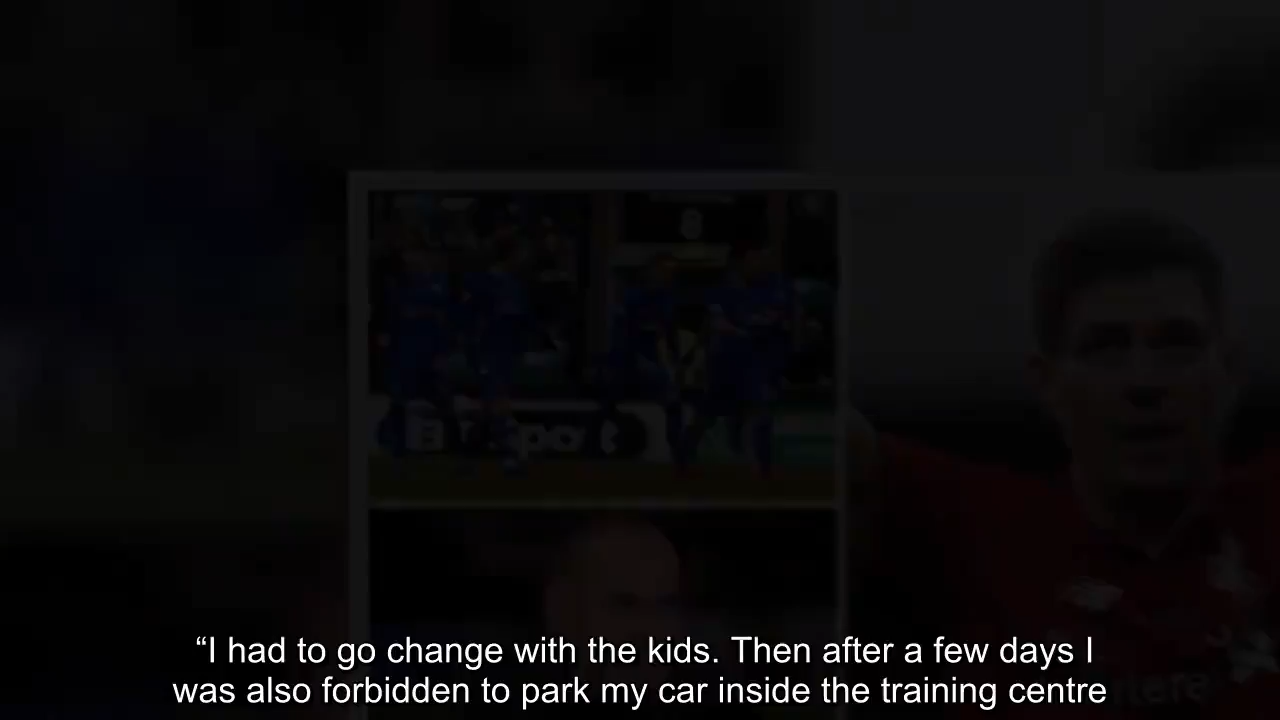 “I had to go change with the kids. Then after a few days I
was also forbidden to park my car inside the training centre